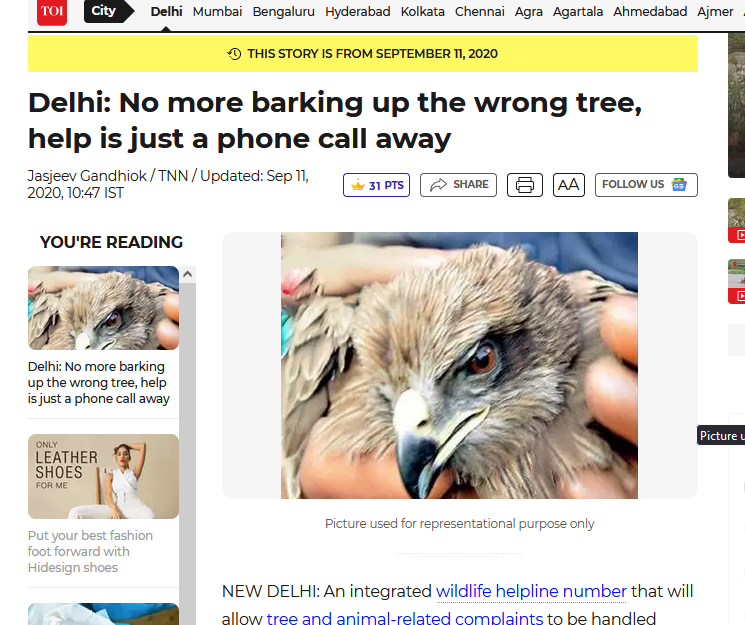 TOI
City
Delhi Mumbai Bengaluru Hyderabad Kolkata Chennai Agra Agartala Ahmedabad Ajmer
THIS STORY IS FROM SEPTEMBER 11, 2020
Delhi: No more barking up the wrong tree,
help is just a phone call away
Jasjeev Gandhiok / TNN / Updated: Sep 11,
2020, 10:47 IST
31 PTS
SHARE
AA
FOLLOW US
YOU'RE READING
Delhi: No more barking
up the wrong tree, help
is just a phone call away
ONLY
LEATHER
SHOES
FOR ME
Put your best fashion
foot forward with
Hidesign shoes
Picture u
Picture used for representational purpose only
NEW DELHI: An integrated wildlife helpline number that will
allow tree and animal-related complaints to be handled